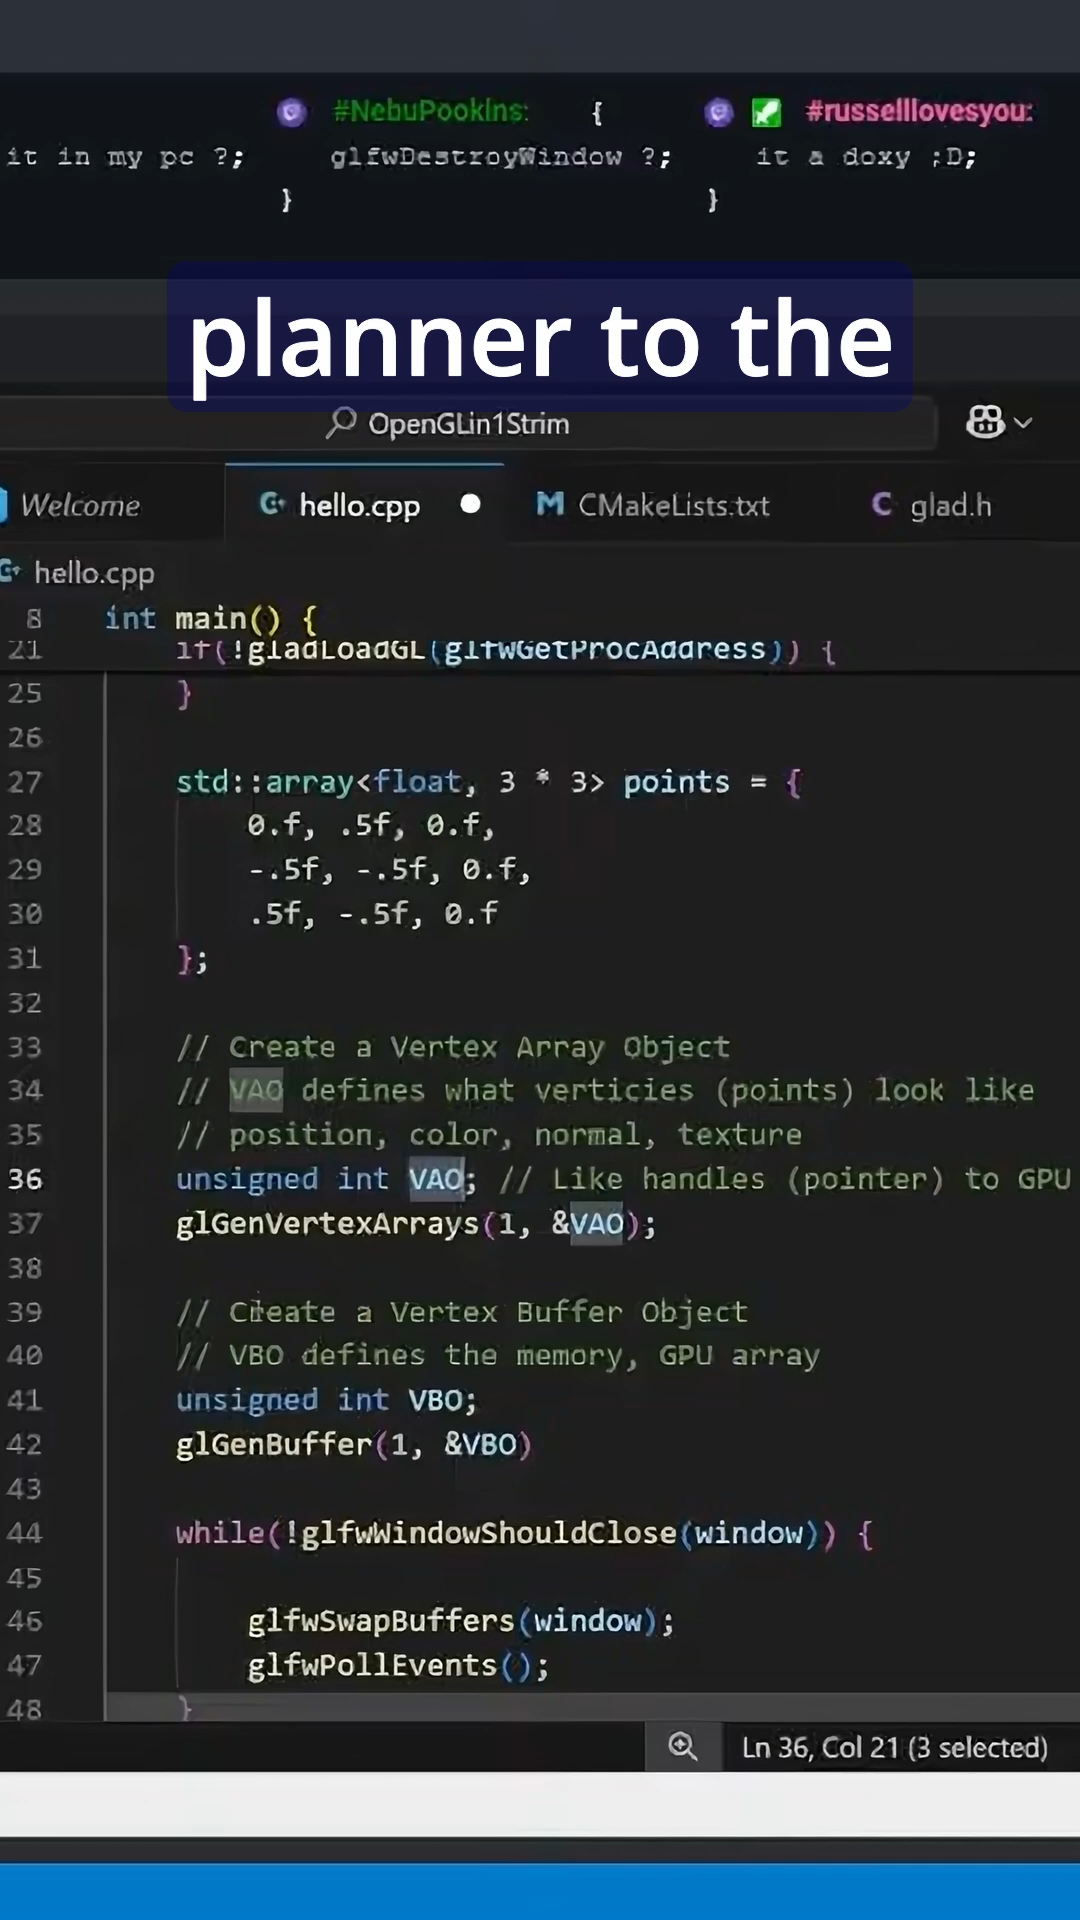 #NebuPookIns: {
#russelllovesyou:
it in my pc ?;
glfwDestroyWindow ?;
it a doxy ;D;
}
}
planner to the
OpenGLin1Strim
Welcome
hello.cpp
CMakeLists.txt
glad.h
hello.cpp
8 int main() {
21 if(!gladLoadGL(glfwGetProcAddress)) {
25 }
26
27 std::array<float, 3 * 3> points = {
28 0.f, .5f, 0.f,
29 -.5f, -.5f, 0.f,
30 .5f, -.5f, 0.f
31 };
32
33 // Create a Vertex Array Object
34 // VAO defines what verticies (points) look like
35 // position, color, normal, texture
36 unsigned int VAO; // Like handles (pointer) to GPU
37 glGenVertexArrays(1, &VAO);
38
39 // Create a Vertex Buffer Object
40 // VBO defines the memory, GPU array
41 unsigned int VBO;
42 glGenBuffer(1, &VBO)
43
44 while(!glfwWindowShouldClose(window)) {
45
46 glfwSwapBuffers(window);
47 glfwPollEvents();
48 }
Ln 36, Col 21 (3 selected)